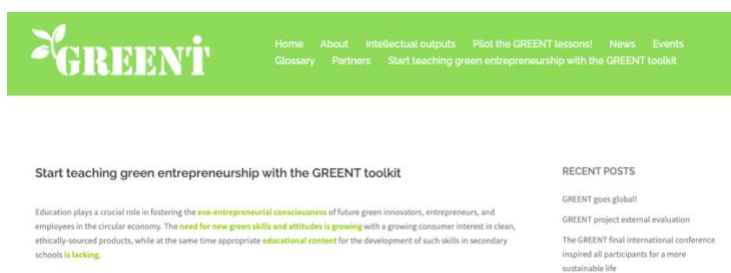 GREENT
Home About Intellectual outputs Pilot the GREENT lessons! News Events
Glossary Partners Start teaching green entrepreneurship with the GREENT toolkit
Start teaching green entrepreneurship with the GREENT toolkit
Education plays a crucial role in fostering the eco-entrepreneurial consciousness of future green innovators, entrepreneurs, and
employees in the circular economy. The need for new green skills and attitudes is growing with a growing consumer interest in clean,
ethically-sourced products, while at the same time appropriate educational content for the development of such skills in secondary
schools is lacking.
RECENT POSTS
GREENT goes global!
GREENT project external evaluation
The GREENT final international conference
inspired all participants for a more
sustainable life